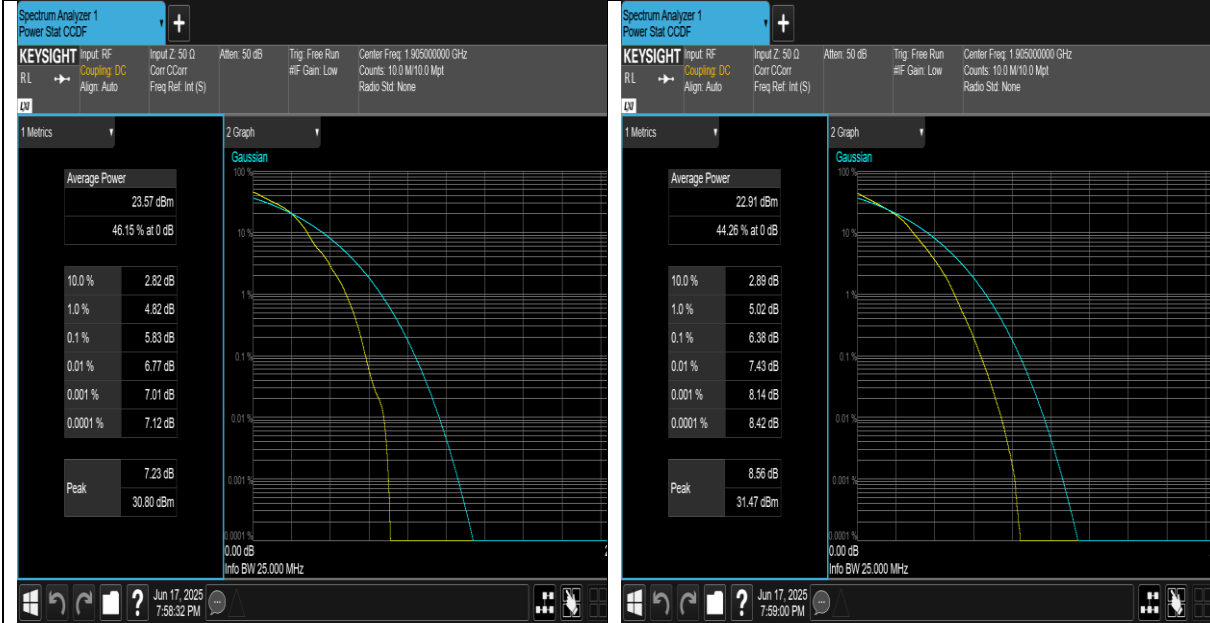 Spectrum Analyzer 1
Power Stat CCDF
+
KEYSIGHT
RL
LXI
Input: RF
Coupling: DC
Align: Auto
Input Z: 50 Ω
Corr CCorr
Freq Ref: Int (S)
Atten: 50 dB
Trig: Free Run
#IF Gain: Low
Center Freq: 1.905000000 GHz
Counts: 10.0 M/10.0 Mpt
Radio Std: None
1 Metrics
Average Power
23.57 dBm
46.15 % at 0 dB
10.0 % 2.82 dB
1.0 % 4.82 dB
0.1 % 5.83 dB
0.01 % 6.77 dB
0.001 % 7.01 dB
0.0001 % 7.12 dB
Peak
7.23 dB
30.80 dBm
2 Graph
Gaussian
100 %
10 %
1 %
0.1 %
0.01 %
0.001 %
0.0001 %
0.00 dB
Info BW 25.000 MHz
?
Jun 17, 2025
7:58:32 PM
Spectrum Analyzer 1
Power Stat CCDF
+
KEYSIGHT
RL
LXI
Input: RF
Coupling: DC
Align: Auto
Input Z: 50 Ω
Corr CCorr
Freq Ref: Int (S)
Atten: 50 dB
Trig: Free Run
#IF Gain: Low
Center Freq: 1.905000000 GHz
Counts: 10.0 M/10.0 Mpt
Radio Std: None
1 Metrics
Average Power
22.91 dBm
44.26 % at 0 dB
10.0 % 2.89 dB
1.0 % 5.02 dB
0.1 % 6.38 dB
0.01 % 7.43 dB
0.001 % 8.14 dB
0.0001 % 8.42 dB
Peak
8.56 dB
31.47 dBm
2 Graph
Gaussian
100 %
10 %
1 %
0.1 %
0.01 %
0.001 %
0.0001 %
0.00 dB
Info BW 25.000 MHz
?
Jun 17, 2025
7:59:00 PM